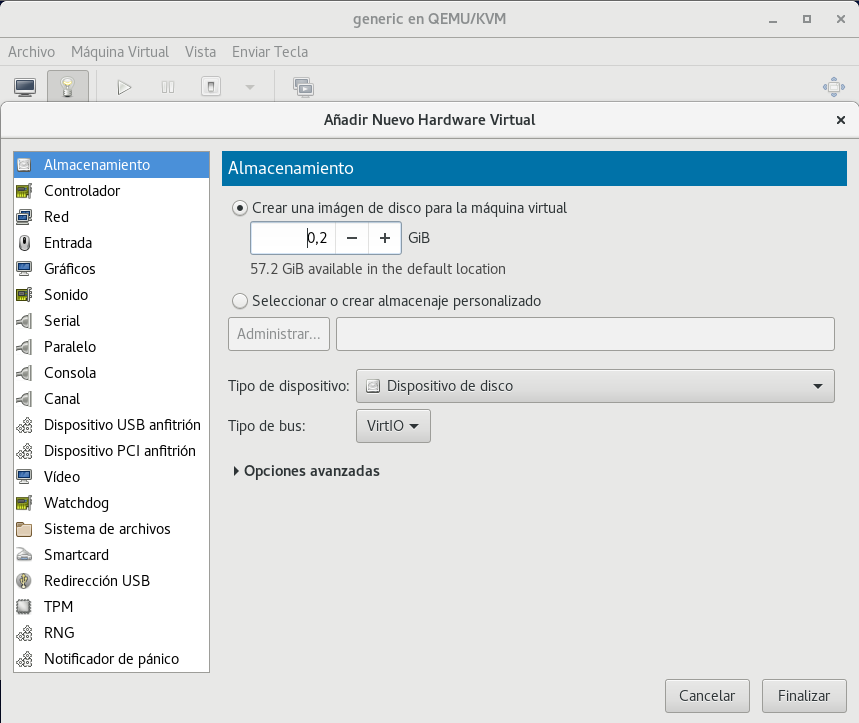 generic en QEMU/KVM
Archivo Máquina Virtual Vista Enviar Tecla
Añadir Nuevo Hardware Virtual
Almacenamiento
Controlador
Red
Entrada
Gráficos
Sonido
Serial
Paralelo
Consola
Canal
Dispositivo USB anfitrión
Dispositivo PCI anfitrión
Vídeo
Watchdog
Sistema de archivos
Smartcard
Redirección USB
TPM
RNG
Notificador de pánico
Almacenamiento
Crear una imágen de disco para la máquina virtual
0,2 − + GiB
57.2 GiB available in the default location
Seleccionar o crear almacenaje personalizado
Administrar...
Tipo de dispositivo: Dispositivo de disco
Tipo de bus: VirtIO
Opciones avanzadas
Cancelar Finalizar